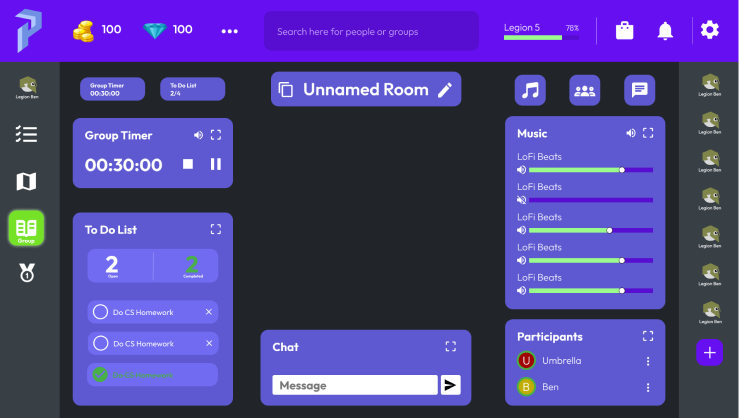 100
100
Search here for people or groups
Legion 5
76%
Legion Ben
Group
1
Group Timer
00:30:00
To Do List
2/4
Unnamed Room
Group Timer
00:30:00
To Do List
2
Open
2
Completed
Do CS Homework
Do CS Homework
Do CS Homework
Chat
Message
Music
LoFi Beats
LoFi Beats
LoFi Beats
LoFi Beats
LoFi Beats
Participants
U
Umbrella
B
Ben
Legion Ben
Legion Ben
Legion Ben
Legion Ben
Legion Ben
Legion Ben
Legion Ben